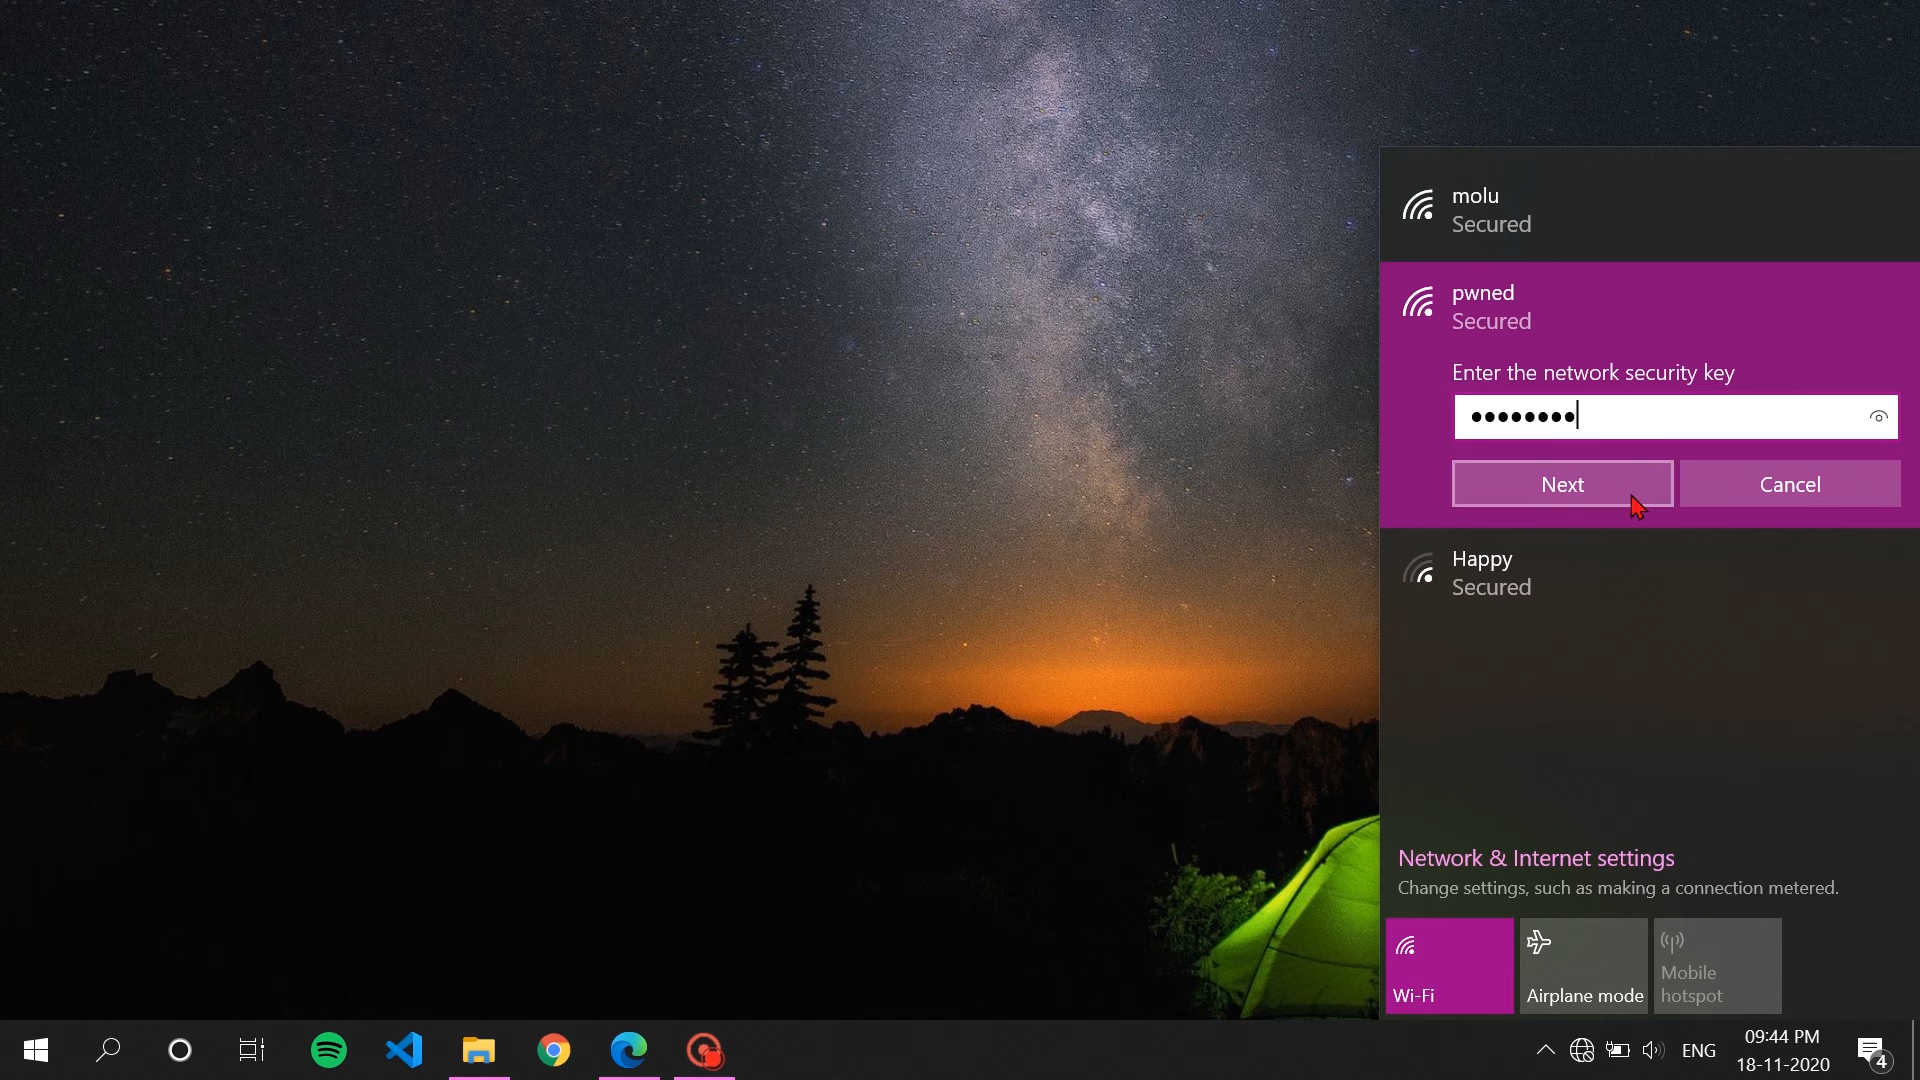 molu
Secured
pwned
Secured
Enter the network security key
••••••••
Next
Cancel
Happy
Secured
Network & Internet settings
Change settings, such as making a connection metered.
Wi-Fi
Airplane mode
Mobile
hotspot
ENG
09:44 PM
18-11-2020
4